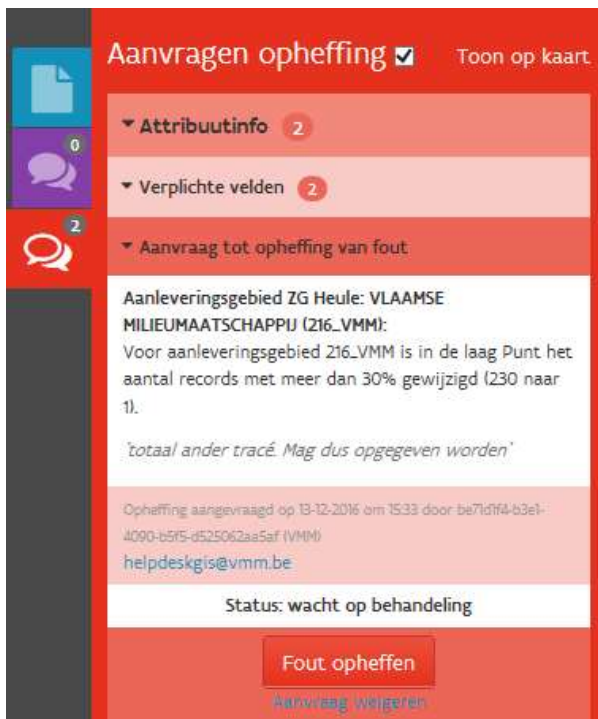 Aanvragen opheffing Toon op kaart
Attribuutinfo 2
0
Verplichte velden 2
2
Aanvraag tot opheffing van fout
Aanleveringsgebied ZG Heule: VLAAMSE
MILIEUMAATSCHAPPIJ (216_VMM):
Voor aanleveringsgebied 216_VMM is in de laag Punt het
aantal records met meer dan 30% gewijzigd (230 naar
1).
'totaal ander tracé. Mag dus opgegeven worden'
Opheffing aangevraagd op 13-12-2016 om 15:33 door be71d1f4-b3e1-
4090-b5f5-d525062aa5af (VMM)
helpdeskgis@vmm.be
Status: wacht op behandeling
Fout opheffen
Aanvraag weigeren